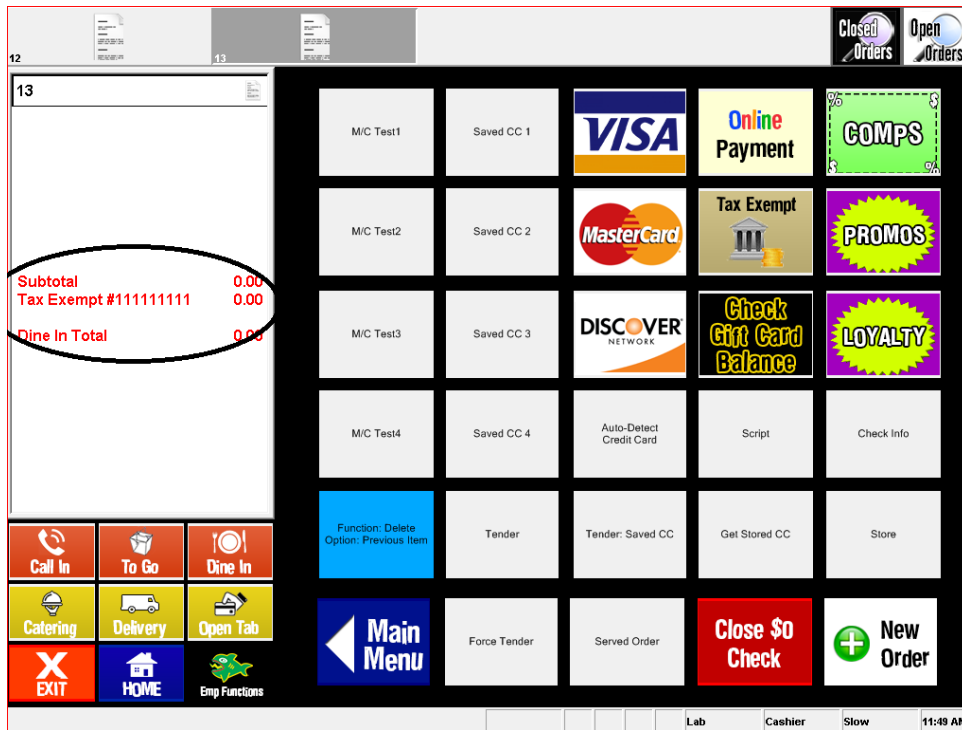 12
13
Closed Orders
Open Orders
13
Subtotal 0.00
Tax Exempt #111111111 0.00
Dine In Total 0.00
M/C Test1
Saved CC 1
VISA
Online
Payment
% $
COMPS
$ %
M/C Test2
Saved CC 2
MasterCard
Tax Exempt
PROMOS
M/C Test3
Saved CC 3
DISCOVER
NETWORK
Check
Gift Card
Balance
LOYALTY
M/C Test4
Saved CC 4
Auto-Detect
Credit Card
Script
Check Info
Function: Delete
Option: Previous Item
Tender
Tender: Saved CC
Get Stored CC
Store
Main
Menu
Force Tender
Served Order
Close $0
Check
New
Order
Call In
To Go
Dine In
Catering
Delivery
Open Tab
X
EXIT
HOME
Emp Functions
Lab
Cashier
Slow
11:49 AM